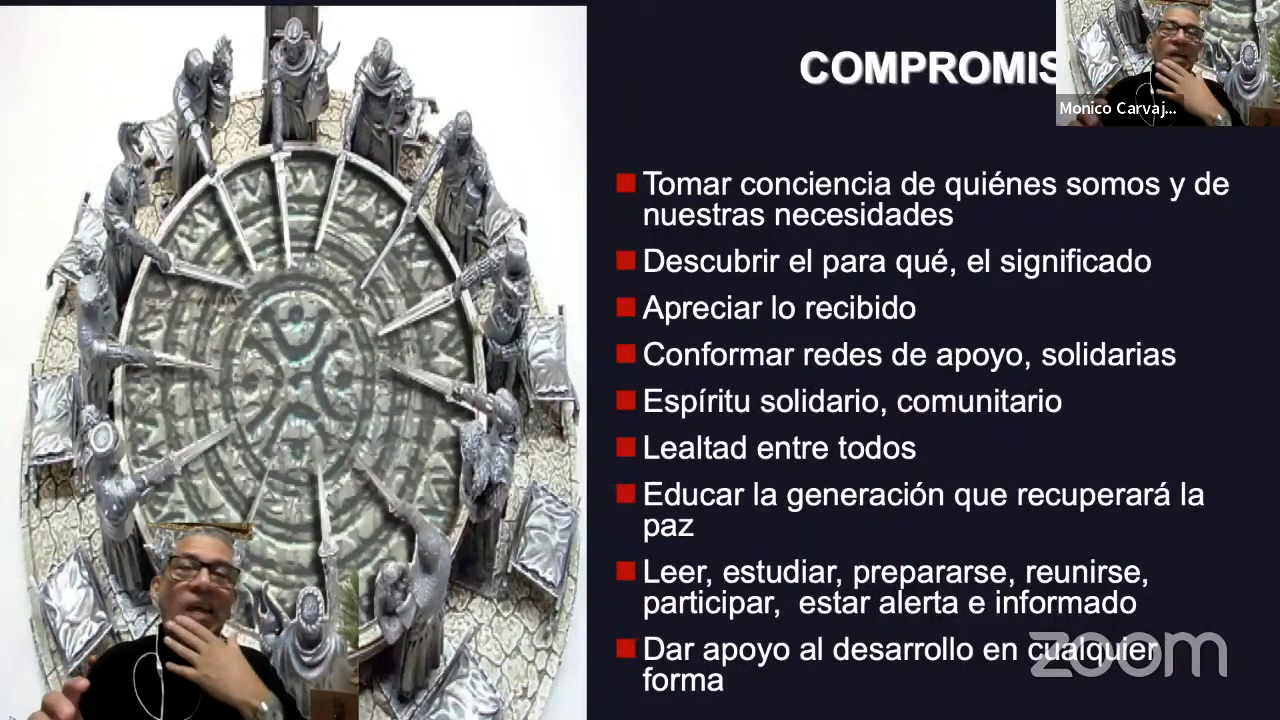 COMPROMIS
Monico Carvaj...
Tomar conciencia de quiénes somos y de
nuestras necesidades
Descubrir el para qué, el significado
Apreciar lo recibido
Conformar redes de apoyo, solidarias
Espíritu solidario, comunitario
Lealtad entre todos
Educar la generación que recuperará la
paz
Leer, estudiar, prepararse, reunirse,
participar,  estar alerta e informado
Dar apoyo al desarrollo en cualquier
forma
zoom